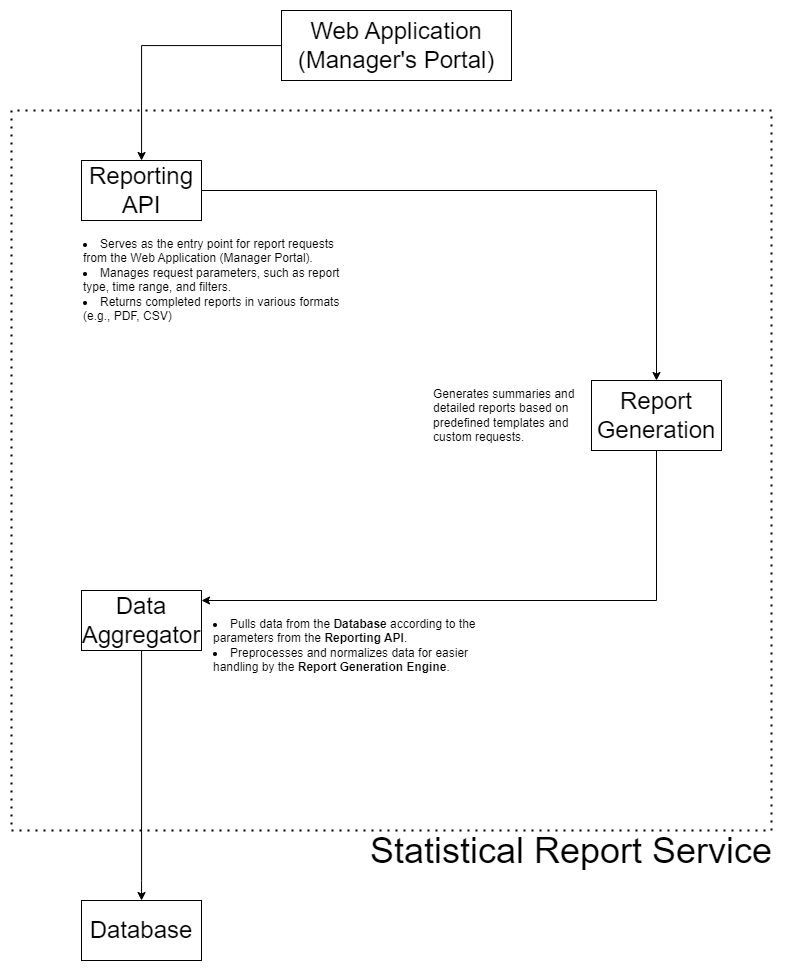 Web Application
(Manager's Portal)
Reporting
API
• Serves as the entry point for report requests
from the Web Application (Manager Portal).
• Manages request parameters, such as report
type, time range, and filters.
• Returns completed reports in various formats
(e.g., PDF, CSV)
Generates summaries and
detailed reports based on
predefined templates and
custom requests.
Report
Generation
Data
Aggregator
• Pulls data from the Database according to the
parameters from the Reporting API.
• Preprocesses and normalizes data for easier
handling by the Report Generation Engine.
Statistical Report Service
Database